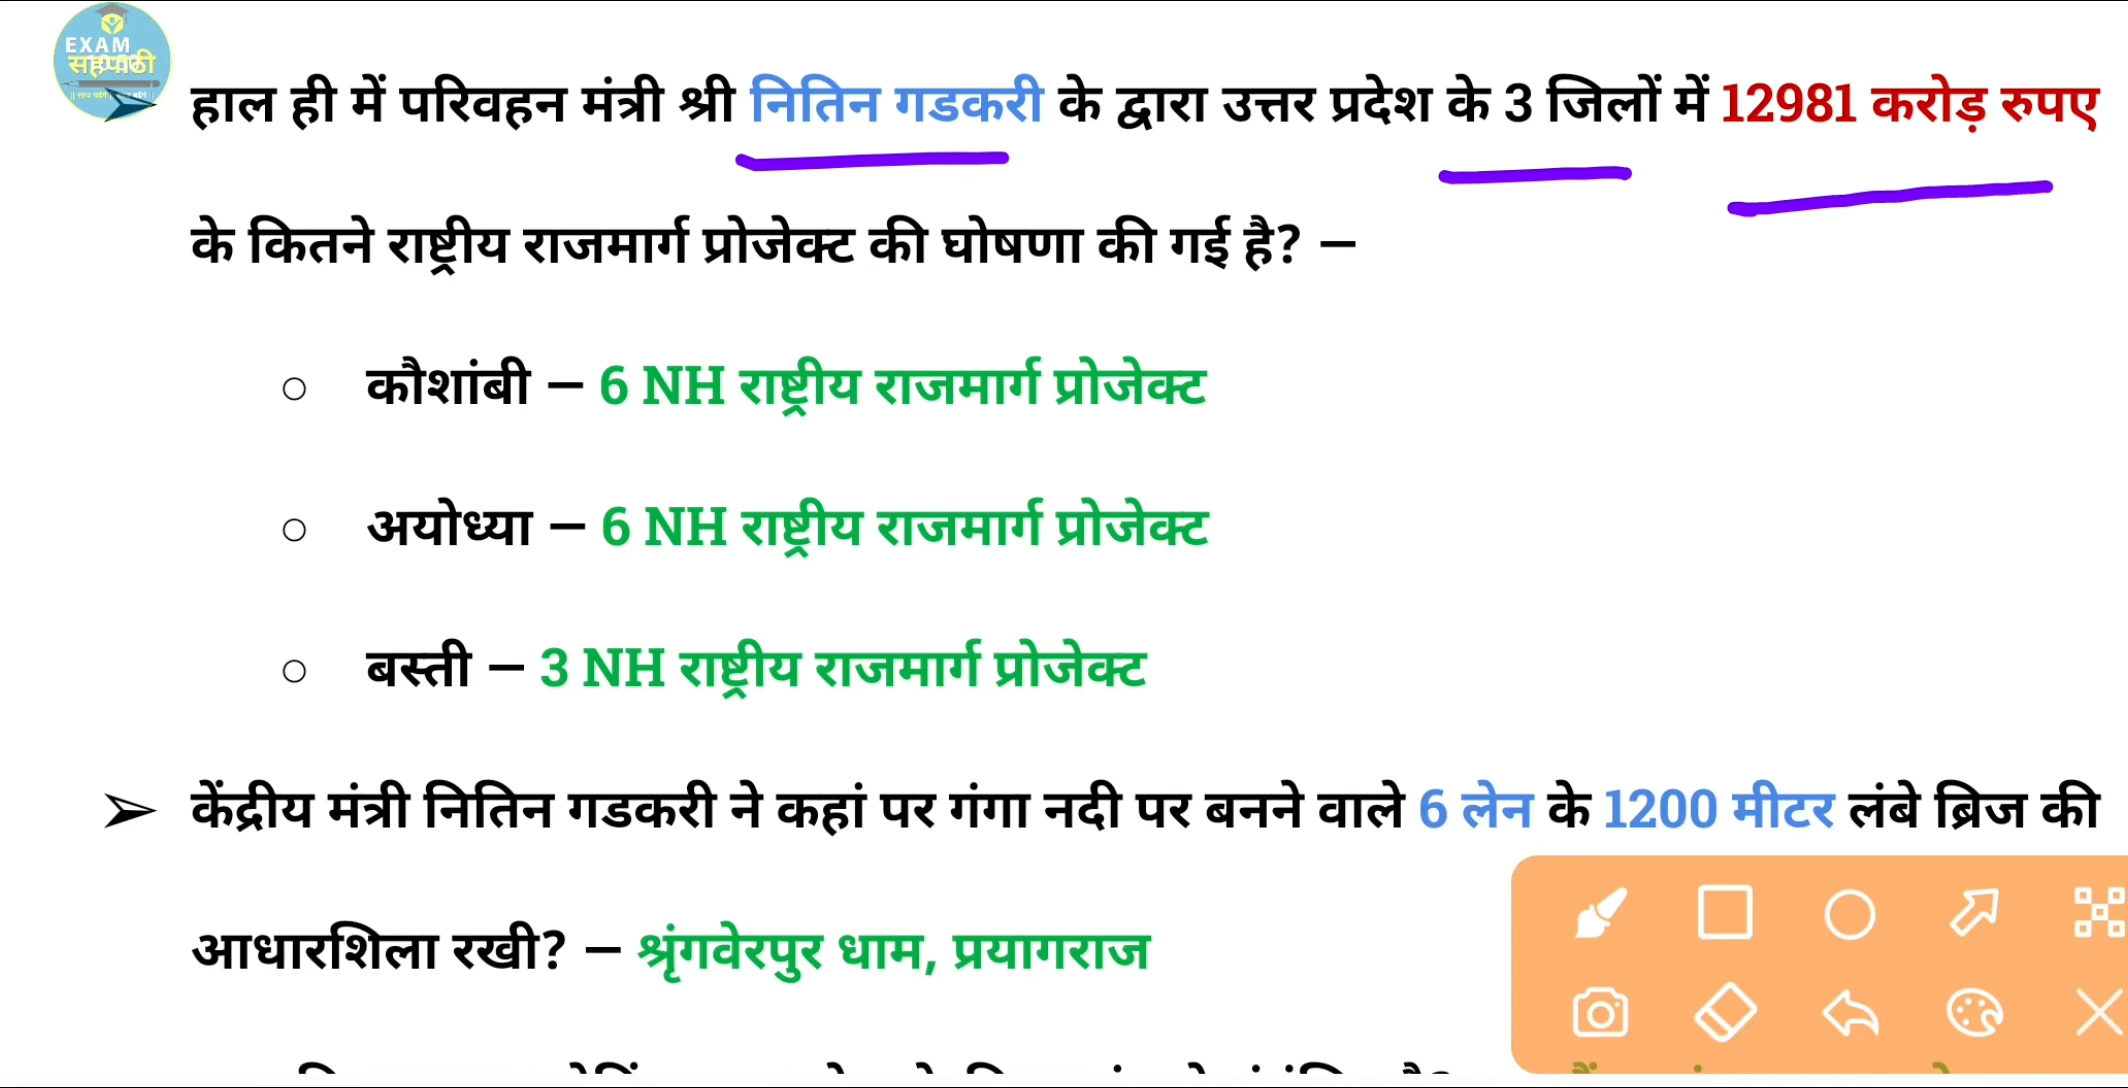 EXAM
सहपाठी
हाल ही में परिवहन मंत्री श्री नितिन गडकरी के द्वारा उत्तर प्रदेश के 3 जिलों में 12981 करोड़ रुपए
के कितने राष्ट्रीय राजमार्ग प्रोजेक्ट की घोषणा की गई है? –
○ कौशांबी – 6 NH राष्ट्रीय राजमार्ग प्रोजेक्ट
○ अयोध्या – 6 NH राष्ट्रीय राजमार्ग प्रोजेक्ट
○ बस्ती – 3 NH राष्ट्रीय राजमार्ग प्रोजेक्ट
➢ केंद्रीय मंत्री नितिन गडकरी ने कहां पर गंगा नदी पर बनने वाले 6 लेन के 1200 मीटर लंबे ब्रिज की
आधारशिला रखी? – श्रृंगवेरपुर धाम, प्रयागराज